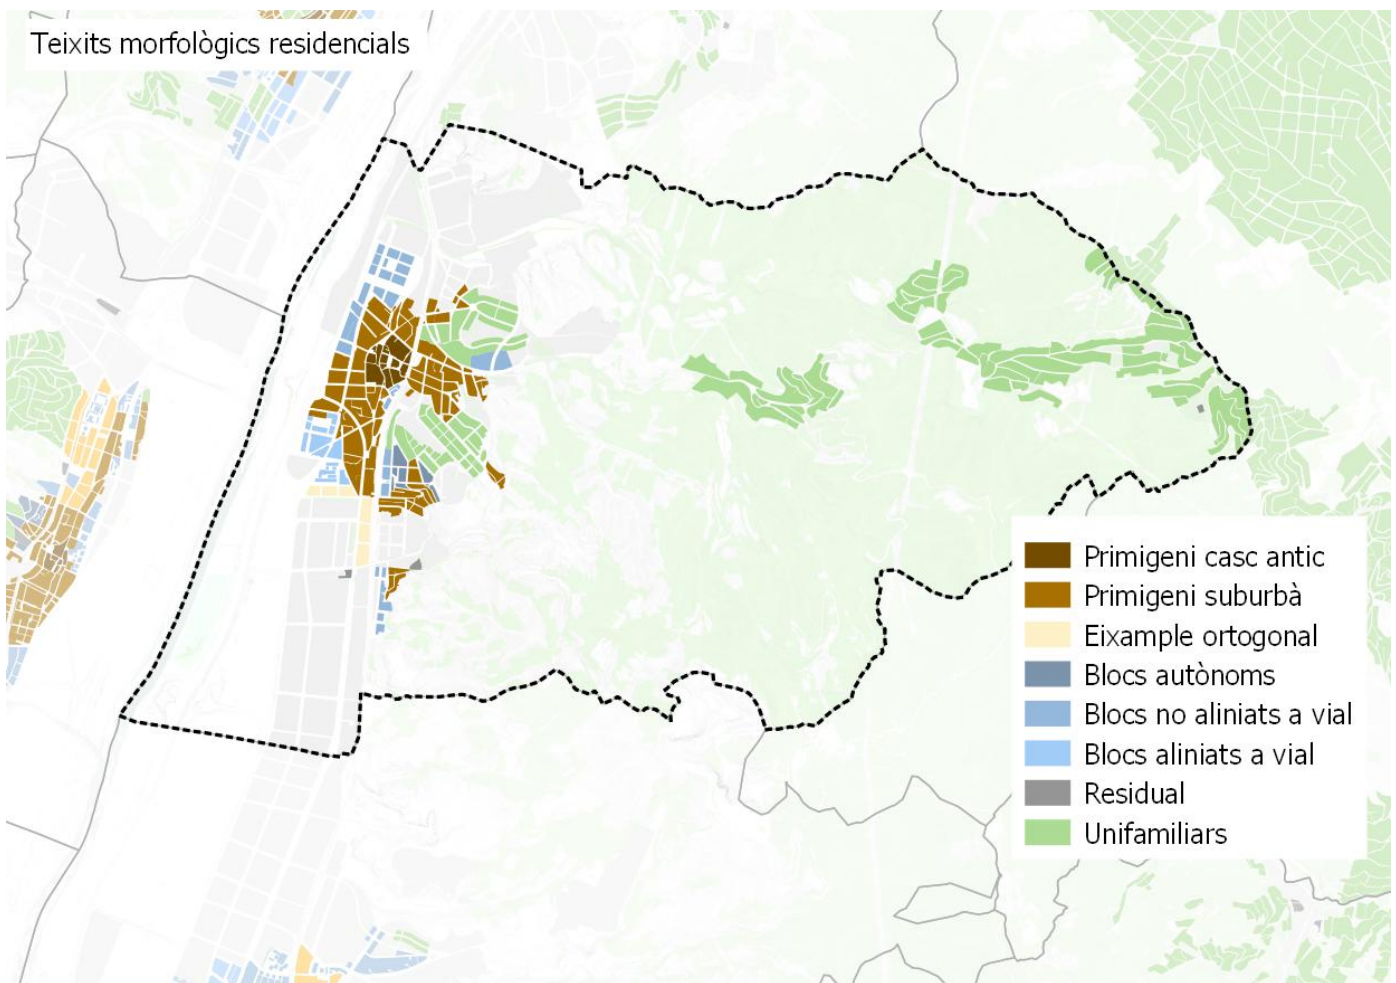 Teixits morfològics residencials
Primigeni casc antic
Primigeni suburbà
Eixample ortogonal
Blocs autònoms
Blocs no aliniats a vial
Blocs aliniats a vial
Residual
Unifamiliars